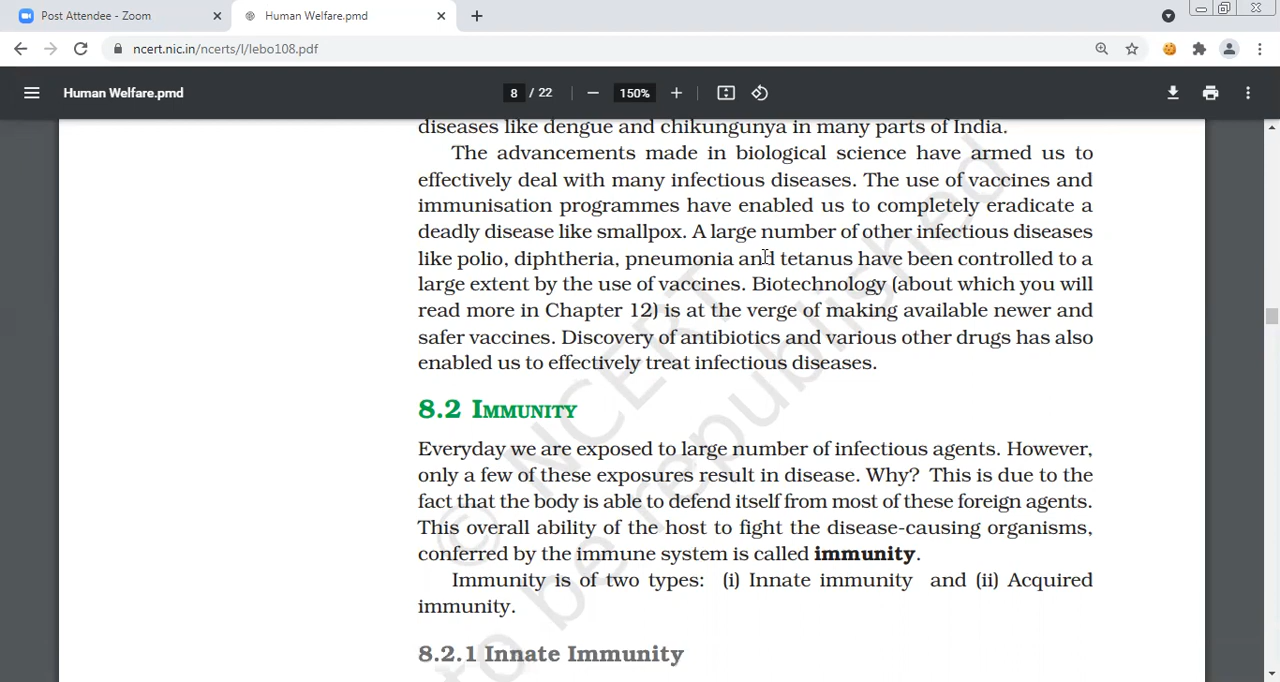 Post Attendee - Zoom
Human Welfare.pmd
ncert.nic.in/ncerts/l/lebo108.pdf
Human Welfare.pmd
8 / 22
150%
diseases like dengue and chikungunya in many parts of India.
The advancements made in biological science have armed us to
effectively deal with many infectious diseases. The use of vaccines and
immunisation programmes have enabled us to completely eradicate a
deadly disease like smallpox. A large number of other infectious diseases
like polio, diphtheria, pneumonia and tetanus have been controlled to a
large extent by the use of vaccines. Biotechnology (about which you will
read more in Chapter 12) is at the verge of making available newer and
safer vaccines. Discovery of antibiotics and various other drugs has also
enabled us to effectively treat infectious diseases.
8.2 IMMUNITY
Everyday we are exposed to large number of infectious agents. However,
only a few of these exposures result in disease. Why? This is due to the
fact that the body is able to defend itself from most of these foreign agents.
This overall ability of the host to fight the disease-causing organisms,
conferred by the immune system is called immunity.
Immunity is of two types: (i) Innate immunity and (ii) Acquired
immunity.
8.2.1 Innate Immunity
© NCERT
to be republished